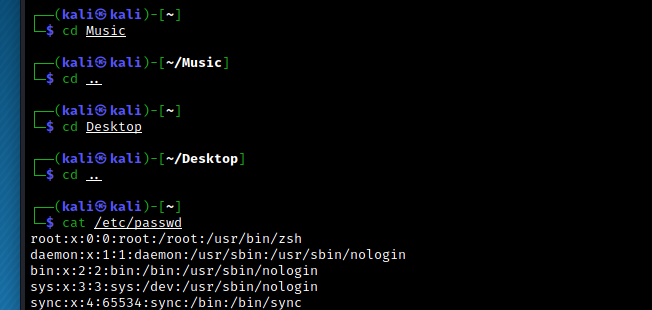 ┌──(kali㉿kali)-[~]
└─$ cd Music
┌──(kali㉿kali)-[~/Music]
└─$ cd ..
┌──(kali㉿kali)-[~]
└─$ cd Desktop
┌──(kali㉿kali)-[~/Desktop]
└─$ cd ..
┌──(kali㉿kali)-[~]
└─$ cat /etc/passwd
root:x:0:0:root:/root:/usr/bin/zsh
daemon:x:1:1:daemon:/usr/sbin:/usr/sbin/nologin
bin:x:2:2:bin:/bin:/usr/sbin/nologin
sys:x:3:3:sys:/dev:/usr/sbin/nologin
sync:x:4:65534:sync:/bin:/bin/sync